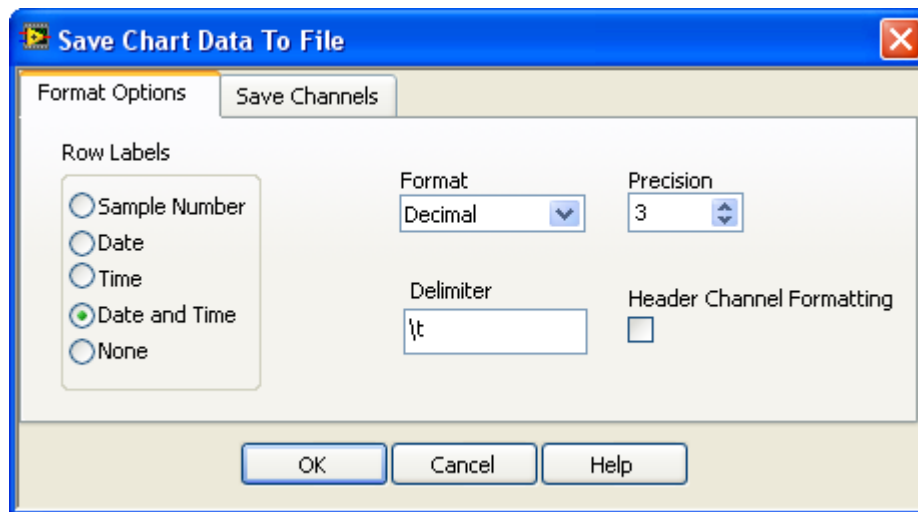 Save Chart Data To File
Format Options
Save Channels
Row Labels
Sample Number
Date
Time
Date and Time
None
Format
Decimal
Precision
3
Delimiter
\t
Header Channel Formatting
OK
Cancel
Help